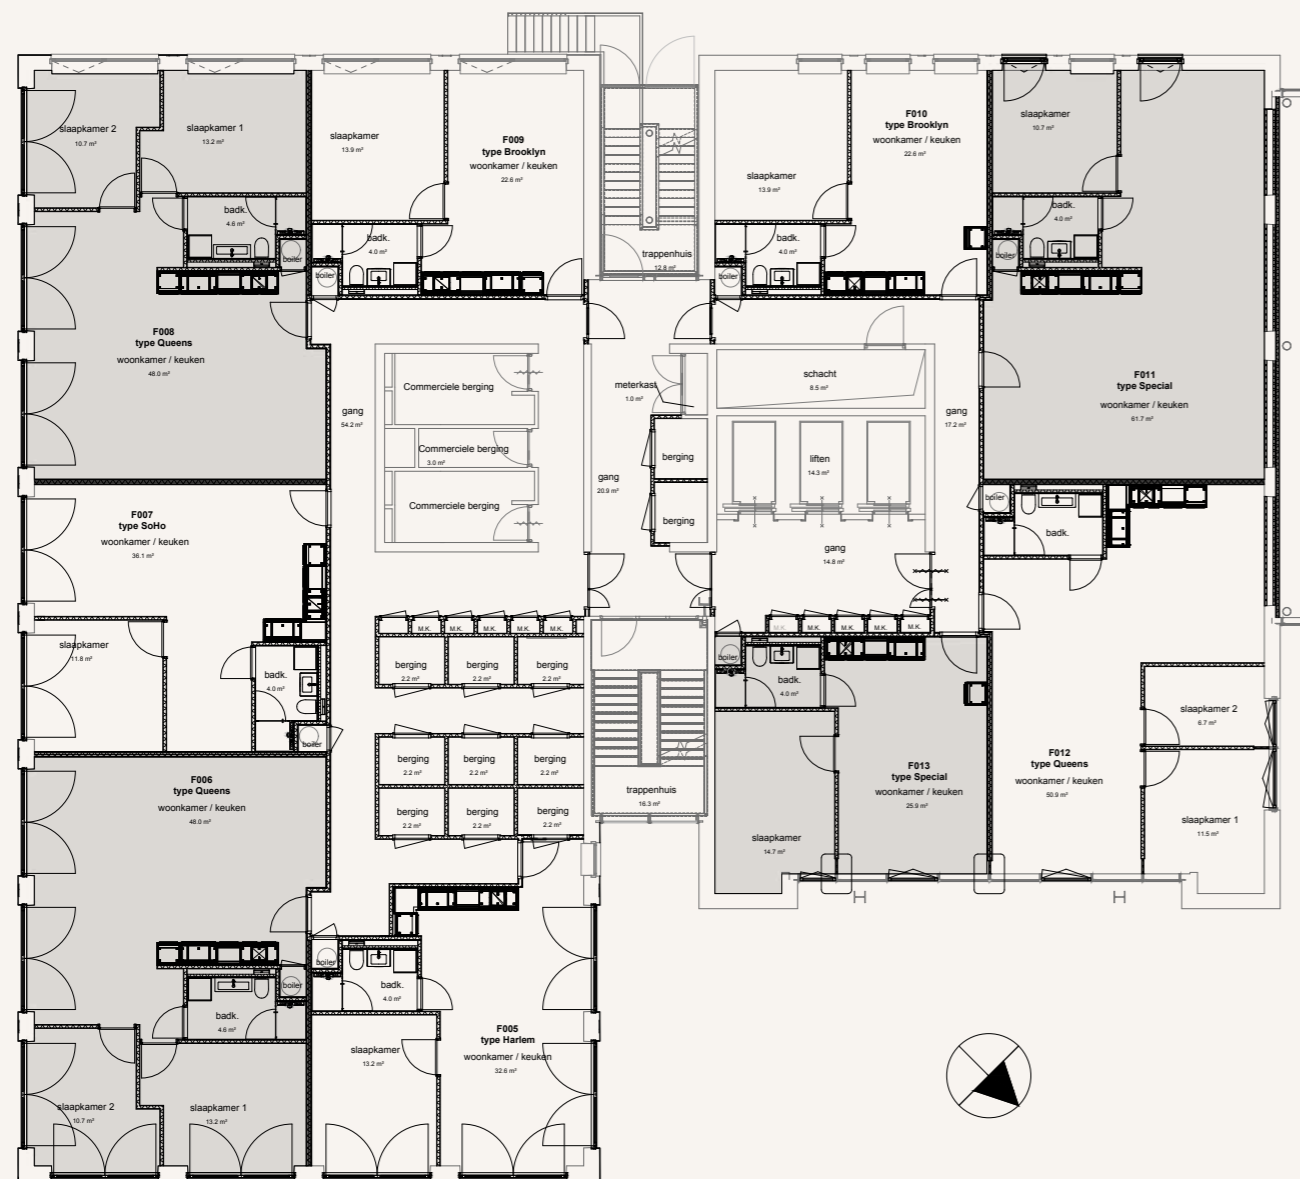 slaapkamer 2
10.7 m²
slaapkamer 1
13.2 m²
badk.
4.6 m²
boiler
F008
type Queens
woonkamer / keuken
48.0 m²
slaapkamer
13.9 m²
F009
type Brooklyn
woonkamer / keuken
22.6 m²
badk.
4.0 m²
boiler
trappenhuis
12.8 m²
slaapkamer
13.9 m²
F010
type Brooklyn
woonkamer / keuken
22.6 m²
badk.
4.0 m²
boiler
slaapkamer
10.7 m²
badk.
4.0 m²
boiler
F011
type Special
woonkamer / keuken
61.7 m²
gang
54.2 m²
Commerciele berging
Commerciele berging
3.0 m²
Commerciele berging
meterkast
1.0 m²
gang
20.9 m²
berging
berging
schacht
8.5 m²
liften
14.3 m²
gang
17.2 m²
gang
14.8 m²
F007
type SoHo
woonkamer / keuken
36.1 m²
slaapkamer
11.8 m²
badk.
4.0 m²
boiler
M.K.
M.K.
M.K.
M.K.
M.K.
berging
2.2 m²
berging
2.2 m²
berging
2.2 m²
berging
2.2 m²
berging
2.2 m²
berging
2.2 m²
berging
2.2 m²
berging
2.2 m²
berging
2.2 m²
trappenhuis
16.3 m²
M.K.
M.K.
M.K.
M.K.
M.K.
boiler
badk.
4.0 m²
slaapkamer
14.7 m²
F013
type Special
woonkamer / keuken
25.9 m²
boiler
badk.
F012
type Queens
woonkamer / keuken
50.9 m²
slaapkamer 2
6.7 m²
slaapkamer 1
11.5 m²
F006
type Queens
woonkamer / keuken
48.0 m²
boiler
badk.
4.6 m²
slaapkamer 2
10.7 m²
slaapkamer 1
13.2 m²
boiler
badk.
4.0 m²
slaapkamer
13.2 m²
F005
type Harlem
woonkamer / keuken
32.6 m²